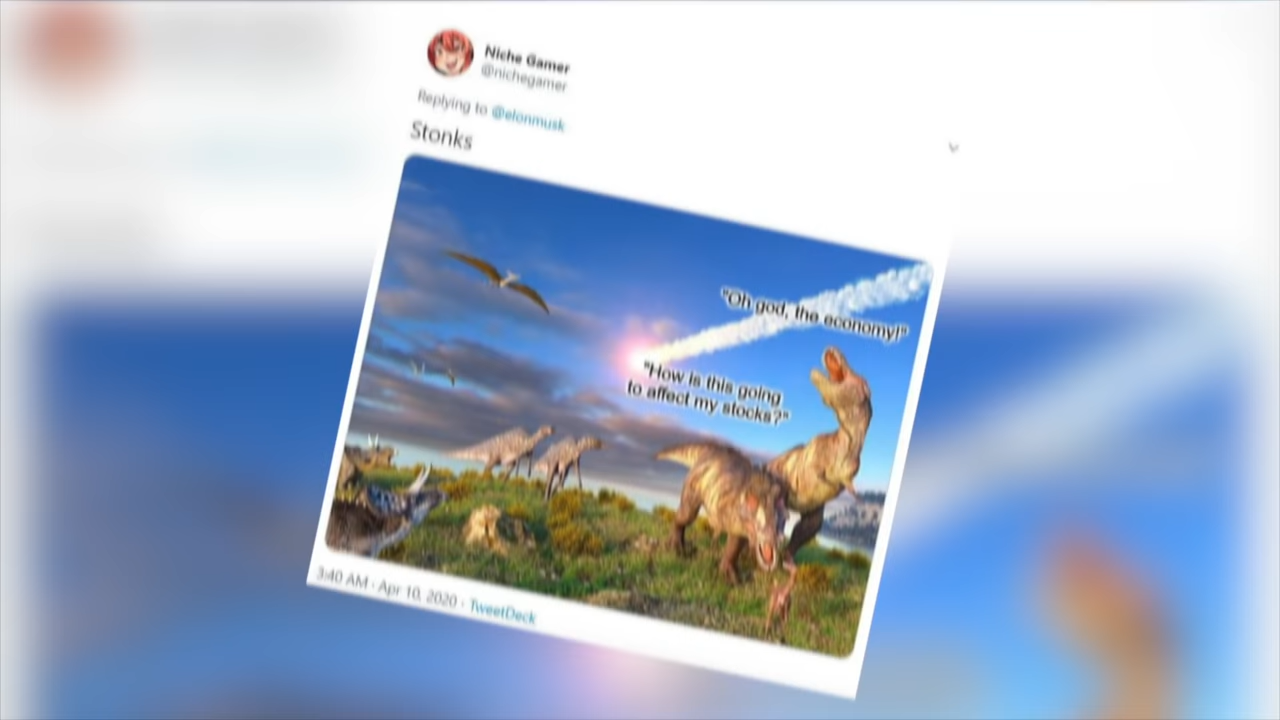 Niche Gamer
@nichegamer
Replying to @elonmusk
Stonks
"Oh god, the economy!"
"How is this going
to affect my stocks?"
3:40 AM · Apr 10, 2020 · TweetDeck